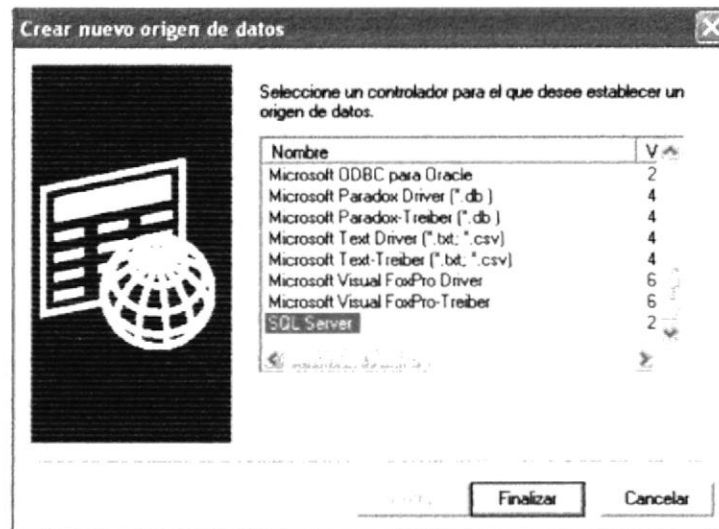 Crear nuevo origen de datos
Seleccione un controlador para el que desee establecer un
origen de datos.
Nombre V
Microsoft ODBC para Oracle 2
Microsoft Paradox Driver (*.db ) 4
Microsoft Paradox-Treiber (*.db ) 4
Microsoft Text Driver (*.txt; *.csv) 4
Microsoft Text-Treiber (*.txt; *.csv) 4
Microsoft Visual FoxPro Driver 6
Microsoft Visual FoxPro-Treiber 6
SQL Server 2
Finalizar Cancelar